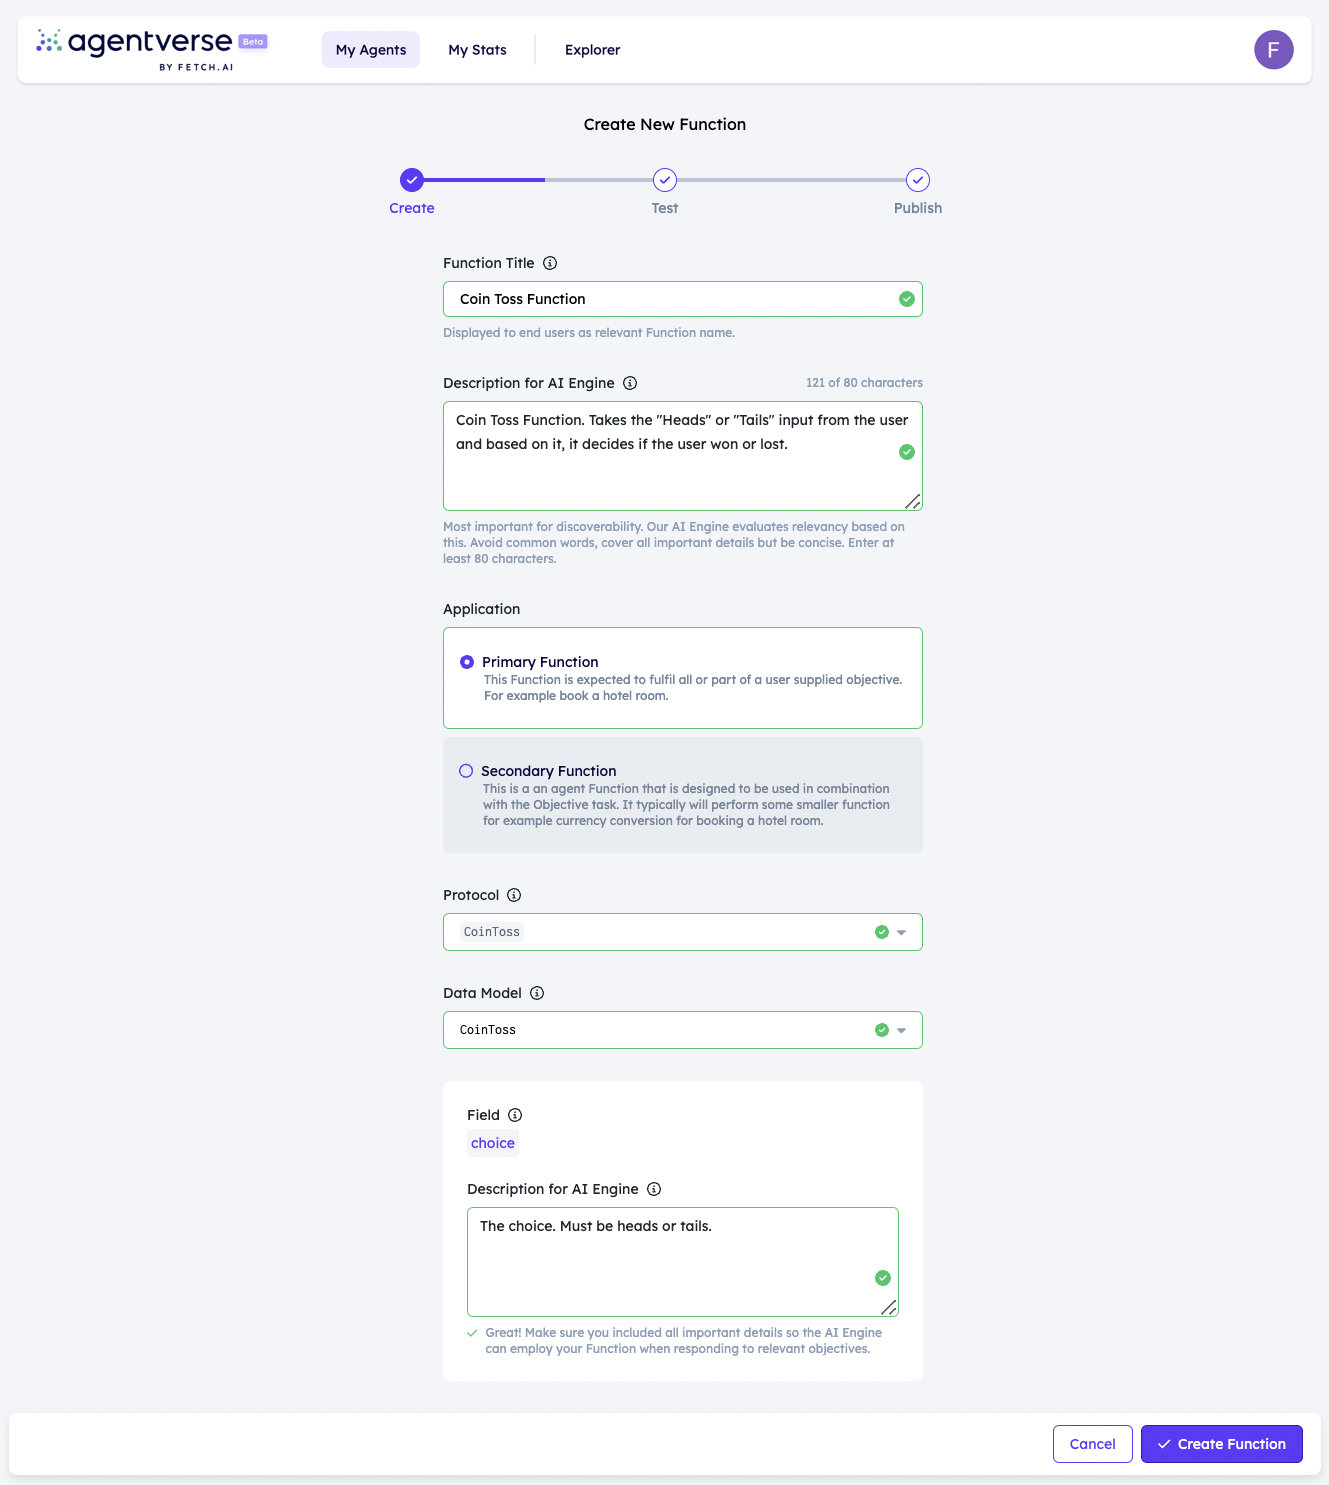 agentverse Beta
BY FETCH.AI
My Agents
My Stats
Explorer
F
Create New Function
Create
Test
Publish
Function Title
Coin Toss Function
Displayed to end users as relevant Function name.
Description for AI Engine
121 of 80 characters
Coin Toss Function. Takes the "Heads" or "Tails" input from the user
and based on it, it decides if the user won or lost.
Most important for discoverability. Our AI Engine evaluates relevancy based on
this. Avoid common words, cover all important details but be concise. Enter at
least 80 characters.
Application
Primary Function
This Function is expected to fulfil all or part of a user supplied objective.
For example book a hotel room.
Secondary Function
This is a an agent Function that is designed to be used in combination
with the Objective task. It typically will perform some smaller function
for example currency conversion for booking a hotel room.
Protocol
CoinToss
Data Model
CoinToss
Field
choice
Description for AI Engine
The choice. Must be heads or tails.
Great! Make sure you included all important details so the AI Engine
can employ your Function when responding to relevant objectives.
Cancel
Create Function